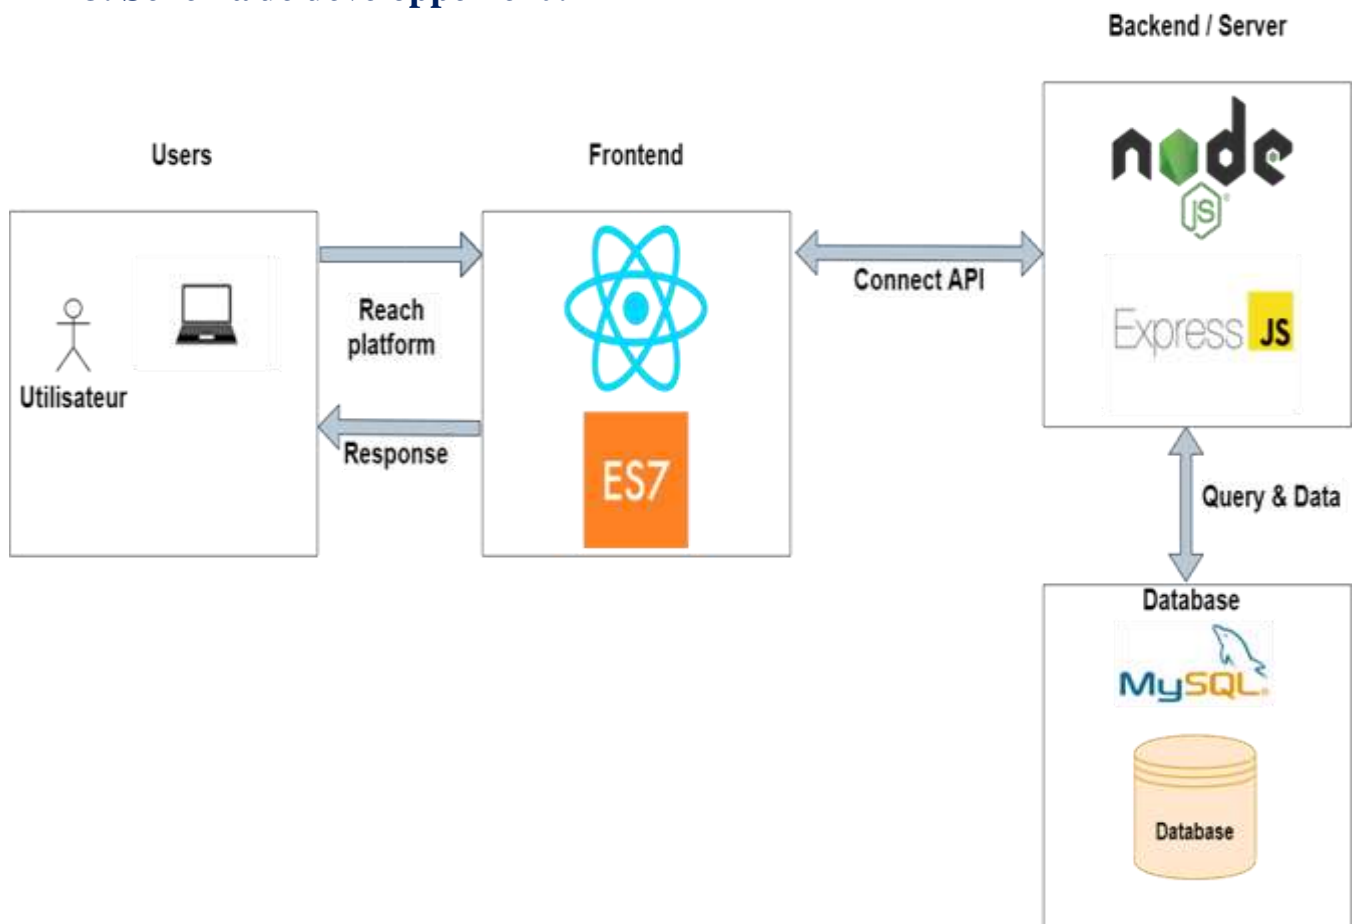 Backend / Server
Users
Frontend
node
JS
Reach
platform
Connect API
Express JS
Utilisateur
Response
ES7
Query & Data
Database
MySQL
Database